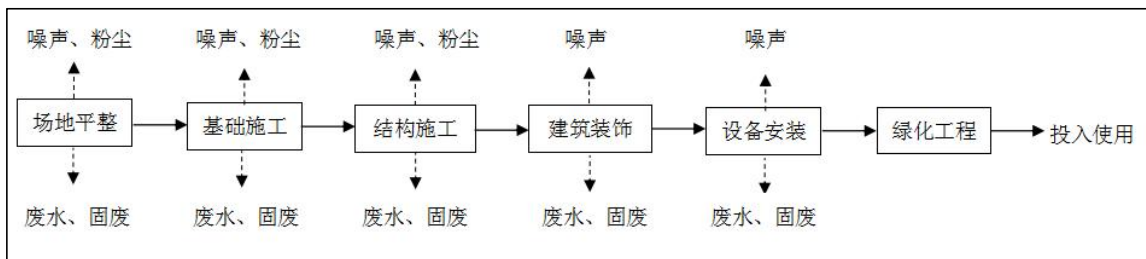 噪声、粉尘 噪声、粉尘 噪声、粉尘 噪声 噪声
场地平整 基础施工 结构施工 建筑装饰 设备安装 绿化工程 投入使用
废水、固废 废水、固废 废水、固废 废水、固废 废水、固废